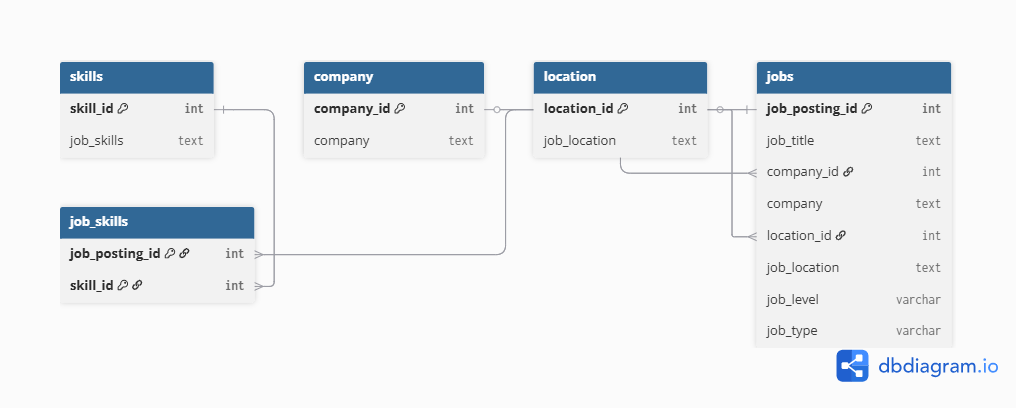 skills
skill_id int
job_skills text
company
company_id int
company text
location
location_id int
job_location text
jobs
job_posting_id int
job_title text
company_id int
company text
location_id int
job_location text
job_level varchar
job_type varchar
job_skills
job_posting_id int
skill_id int
dbdiagram.io